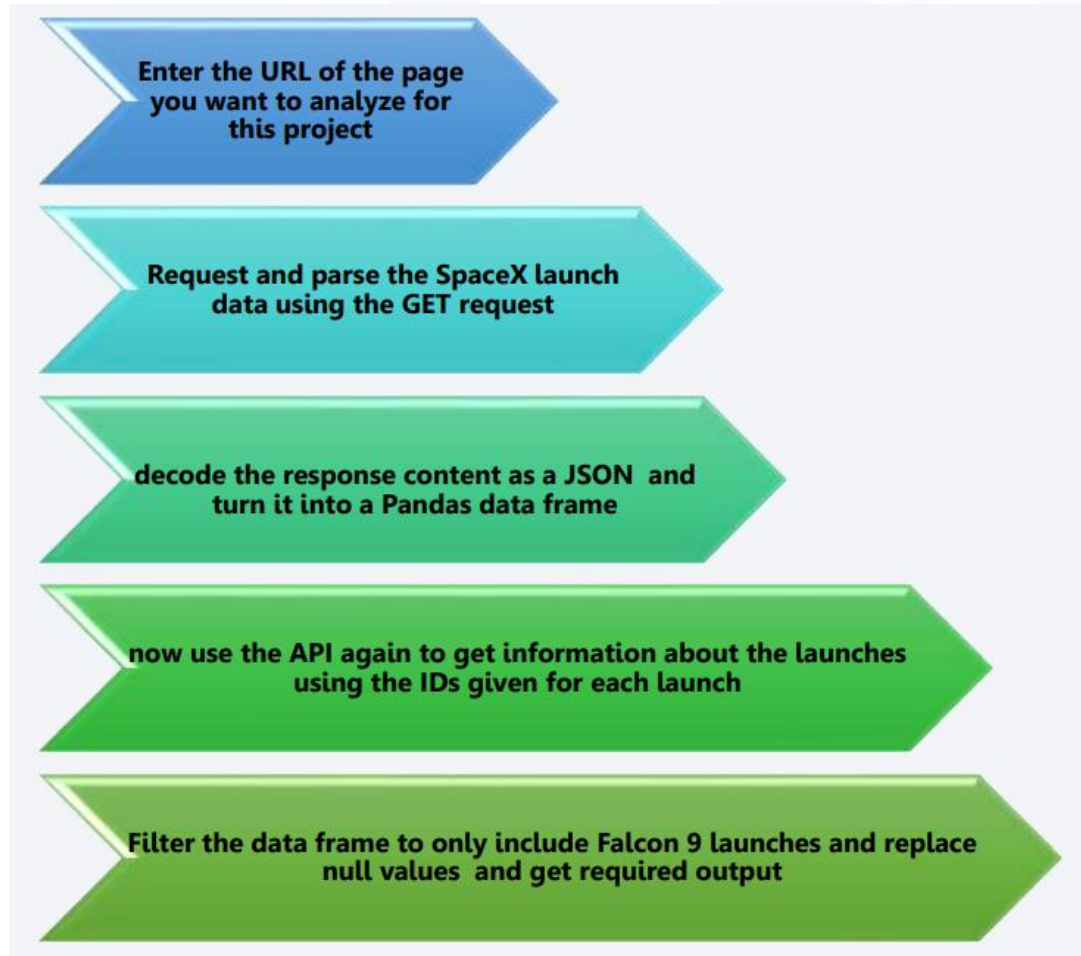 Enter the URL of the page
you want to analyze for
this project
Request and parse the SpaceX launch
data using the GET request
decode the response content as a JSON  and
turn it into a Pandas data frame
now use the API again to get information about the launches
using the IDs given for each launch
Filter the data frame to only include Falcon 9 launches and replace
null values  and get required output